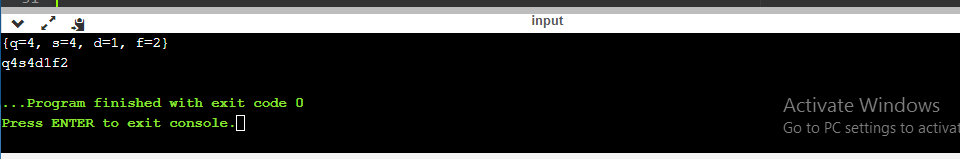 input
{q=4, s=4, d=1, f=2}
q4s4d1f2
...Program finished with exit code 0
Press ENTER to exit console.
Activate Windows
Go to PC settings to activat